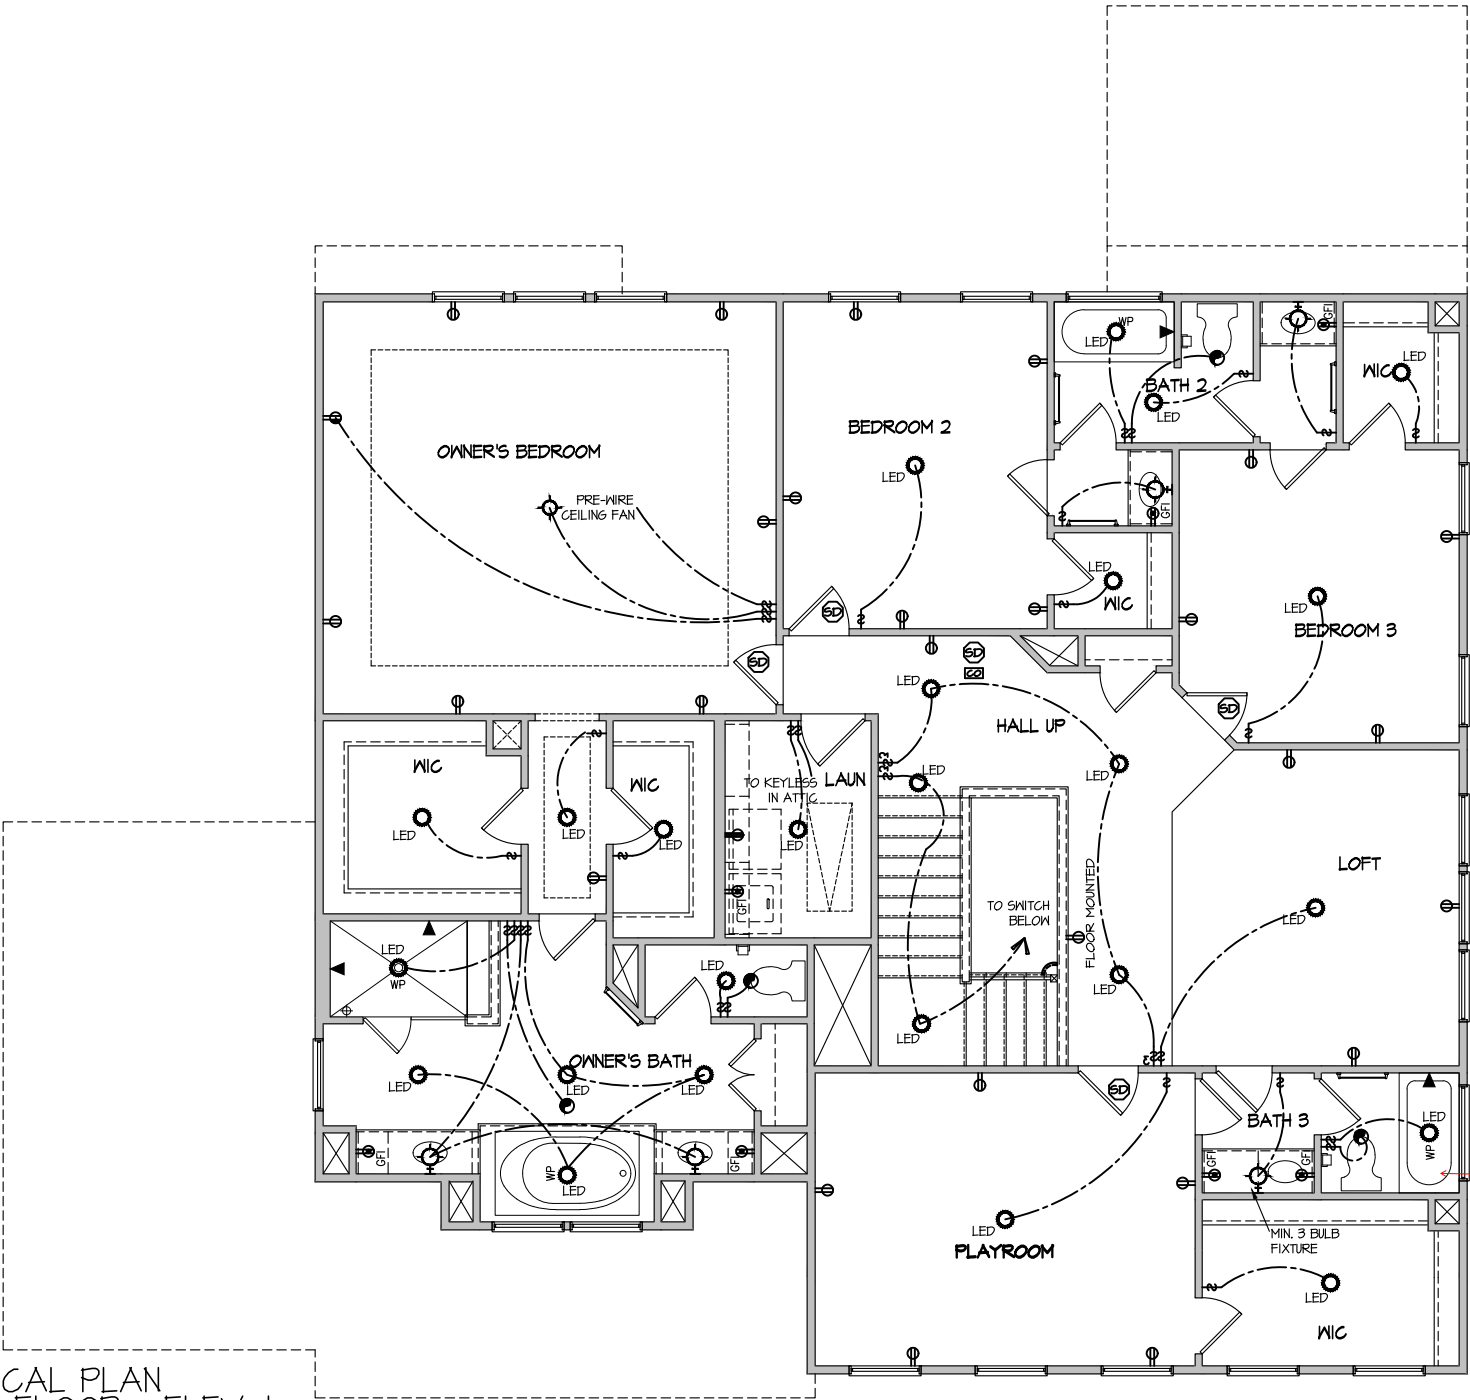 WP
GFI
LED
LED
LED
WIC
BATH 2
LED
BEDROOM 2
OWNER'S BEDROOM
LED
PRE-WIRE
CEILING FAN
GFI
LED
WIC
LED
SD
BEDROOM 3
SD
SD
LED
SD
HALL UP
WIC
LED
LED
WIC
TO KEYLESS
IN ATTIC
LAUN
LED
LED
LED
LED
LOFT
FLOOR MOUNTED
GFI
TO SWITCH
BELOW
LED
LED
WP
LED
LED
LED
OWNER'S BATH
LED
LED
LED
SD
BATH 3
LED
WP
GFI
GFI
GFI
GFI
WP
LED
LED
PLAYROOM
MIN. 3 BULB
FIXTURE
LED
WIC
CAL PLAN